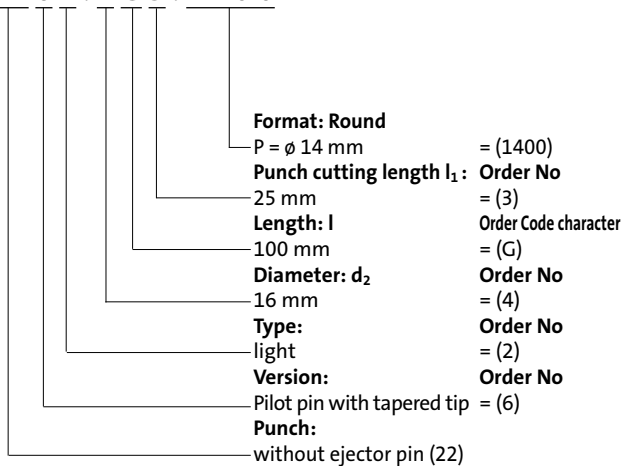 Format: Round
P = ø 14 mm = (1400)
Punch cutting length l₁ : Order No
25 mm = (3)
Length: l Order Code character
100 mm = (G)
Diameter: d₂ Order No
16 mm = (4)
Type: Order No
light = (2)
Version: Order No
Pilot pin with tapered tip = (6)
Punch:
without ejector pin (22)